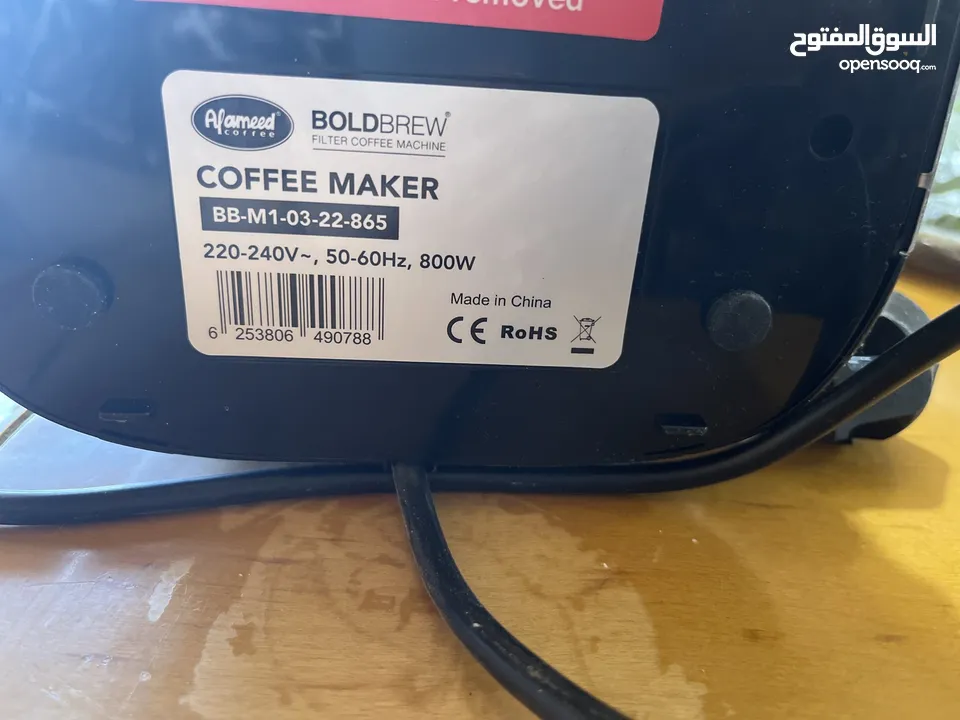 removed
السوق المفتوح
opensooq.com
Alameed
coffee
BOLDBREW®
FILTER COFFEE MACHINE
COFFEE MAKER
BB-M1-03-22-865
220-240V~, 50-60Hz, 800W
6 253806 490788
Made in China
CE RoHS